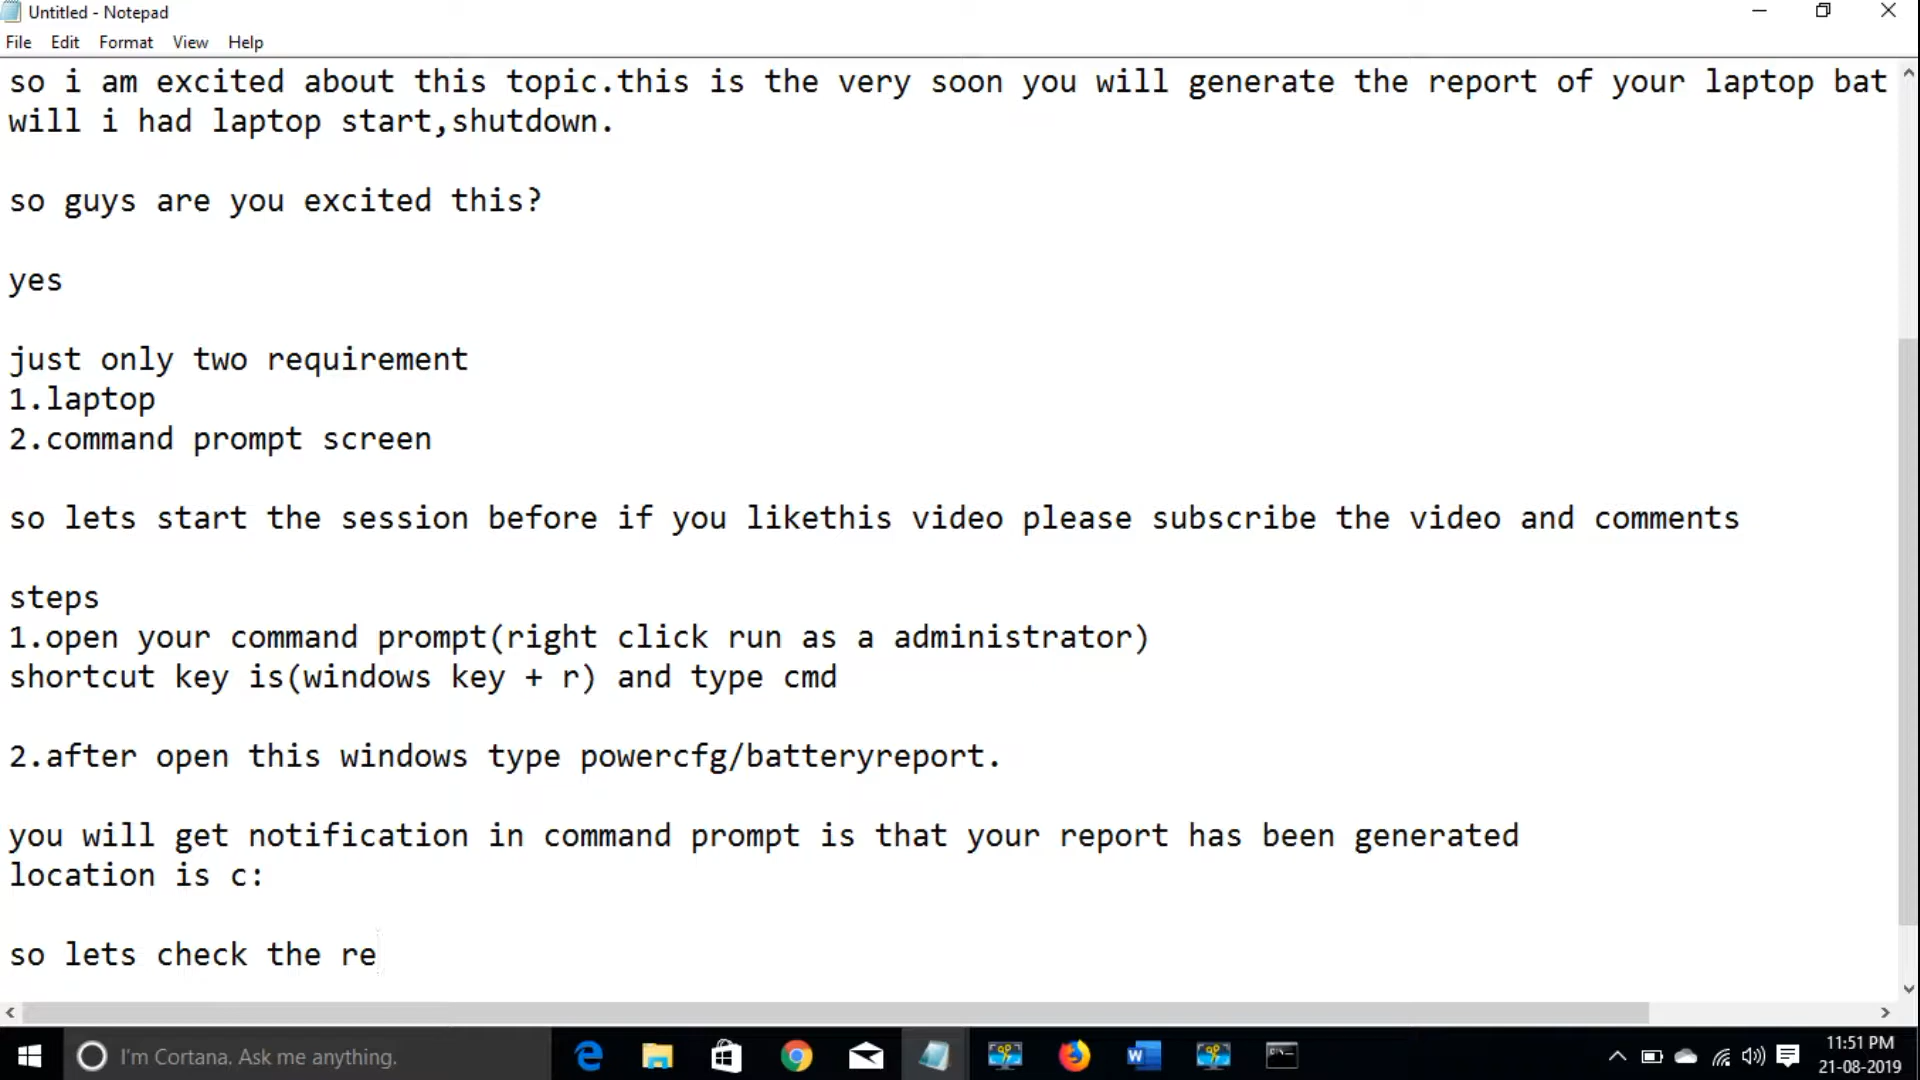 Untitled - Notepad
File Edit Format View Help
so i am excited about this topic.this is the very soon you will generate the report of your laptop bat
will i had laptop start,shutdown.
so guys are you excited this?
yes
just only two requirement
1.laptop
2.command prompt screen
so lets start the session before if you likethis video please subscribe the video and comments
steps
1.open your command prompt(right click run as a administrator)
shortcut key is(windows key + r) and type cmd
2.after open this windows type powercfg/batteryreport.
you will get notification in command prompt is that your report has been generated
location is c:
so lets check the re
I'm Cortana. Ask me anything.
11:51 PM
21-08-2019